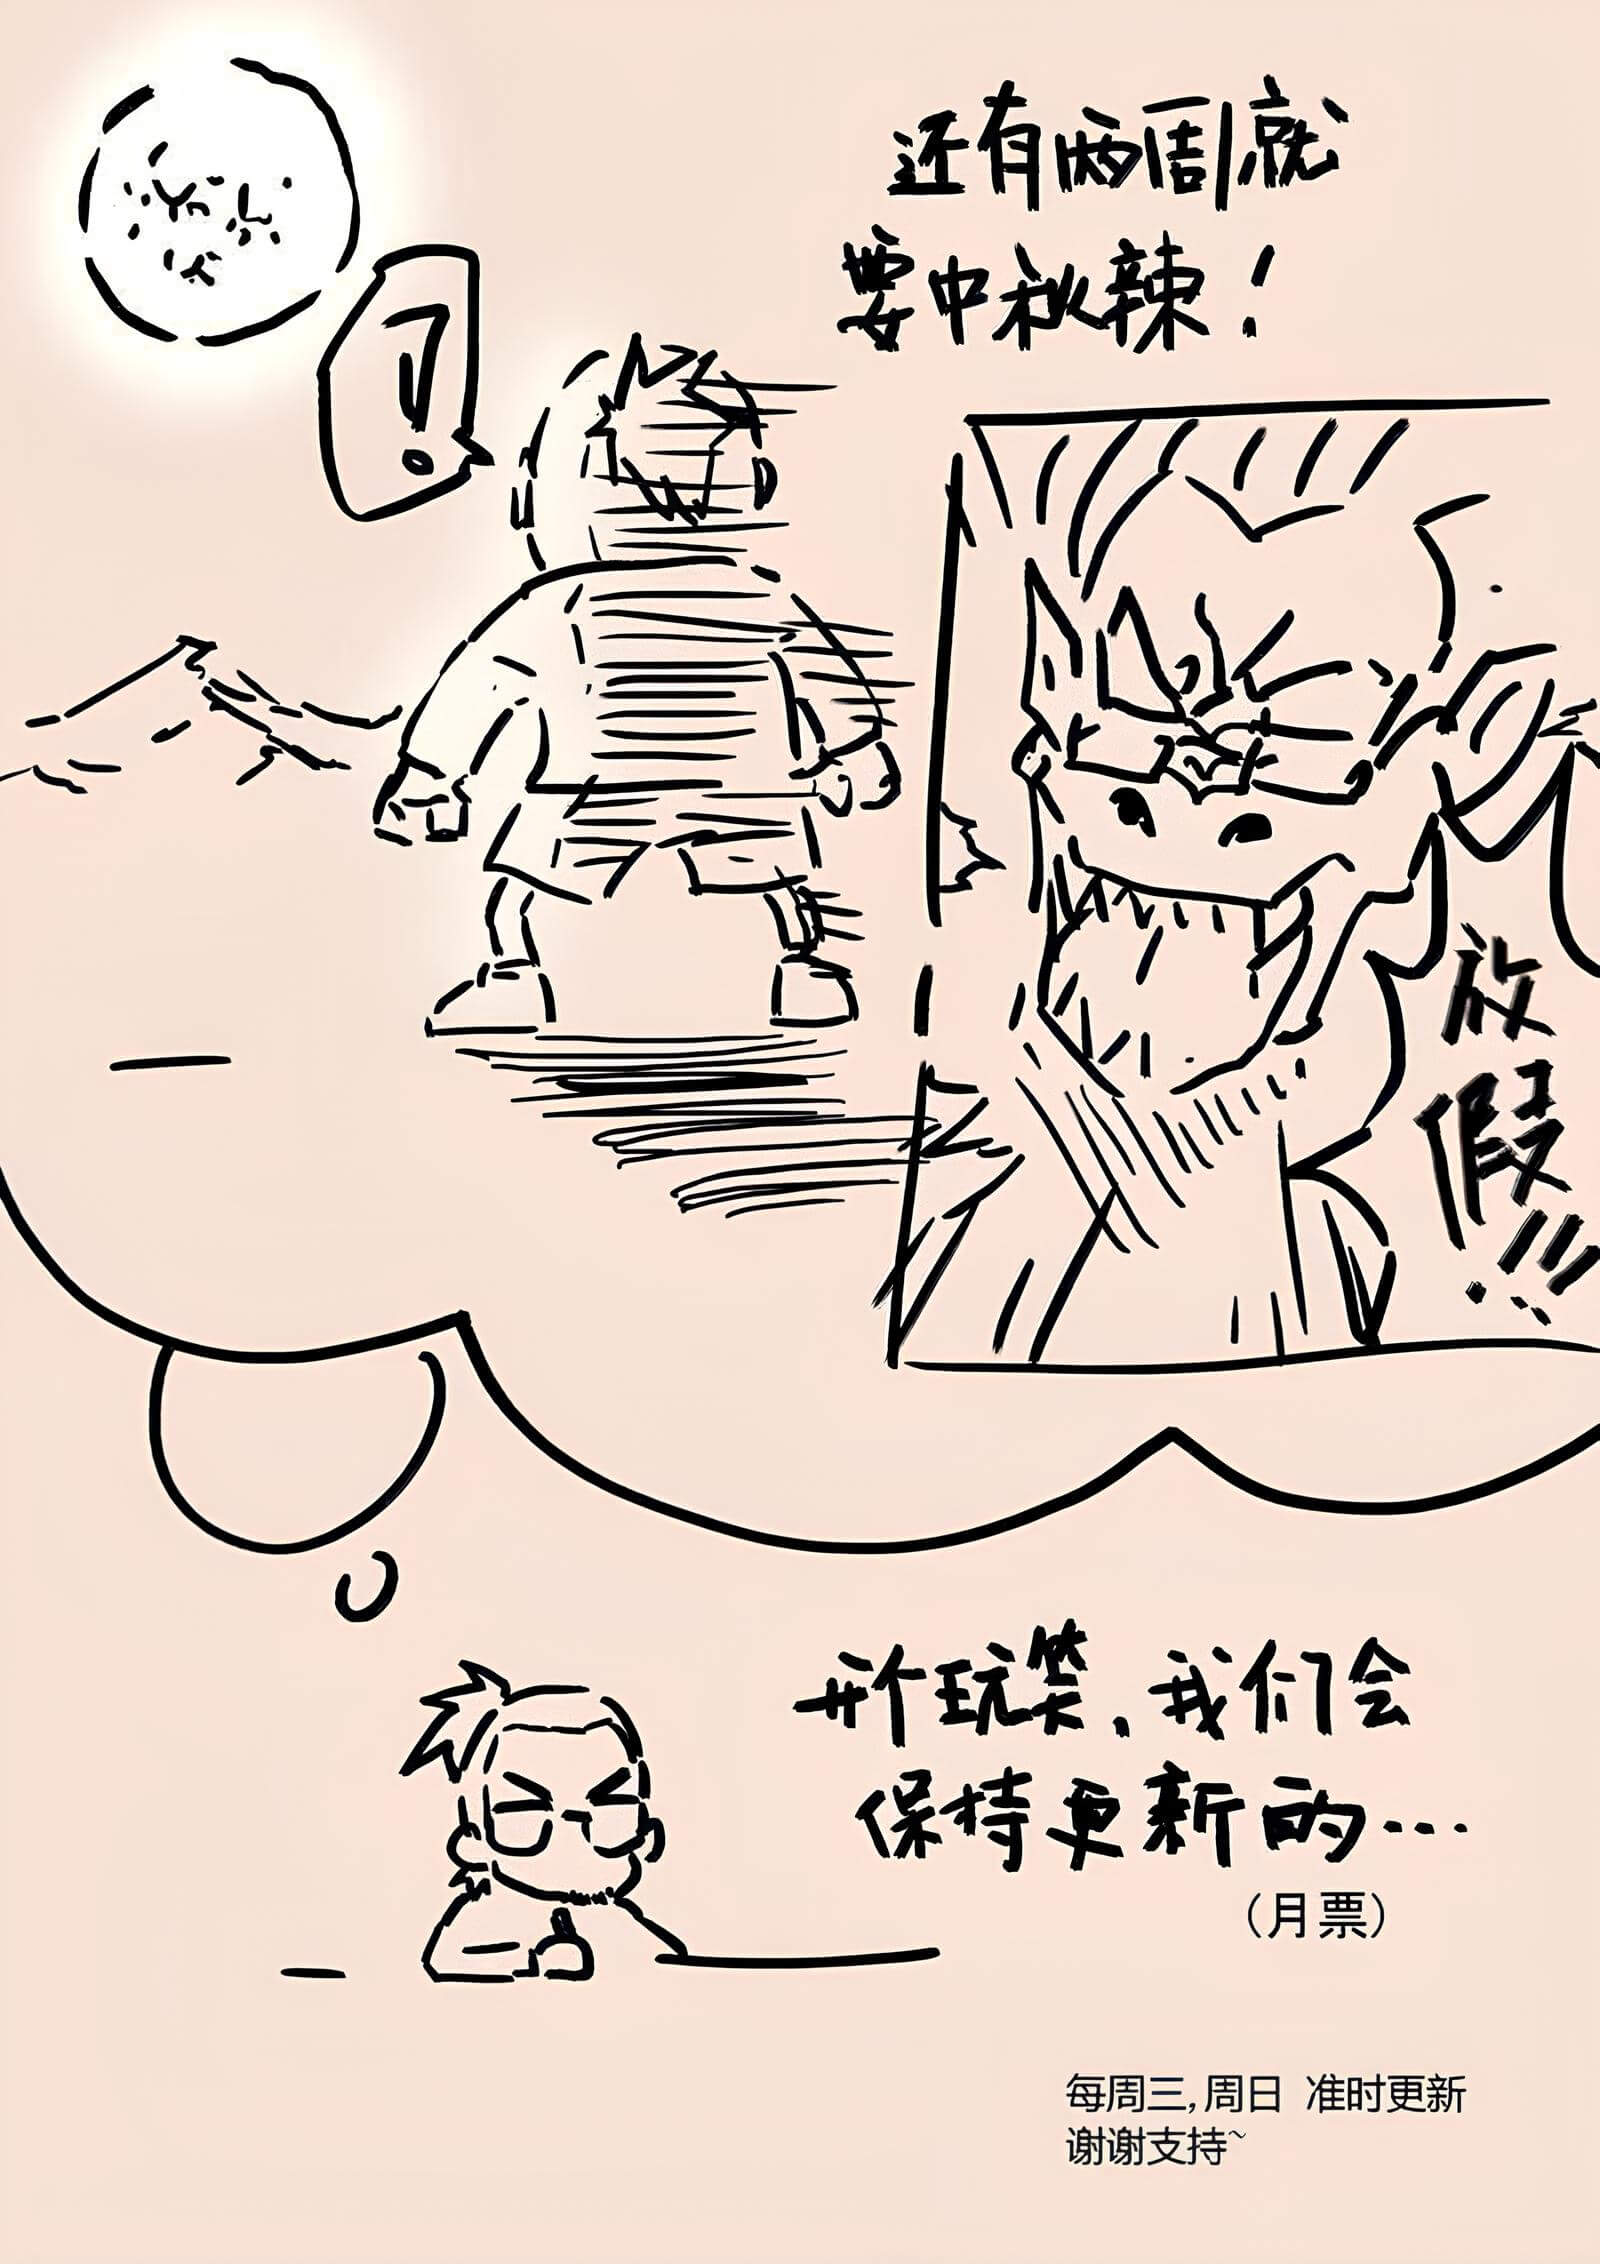 还有两周就
要中秋辣！
！
放
假!!!
开个玩笑，我们会
保持更新的…
（月票）
每周三, 周日 准时更新
谢谢支持~